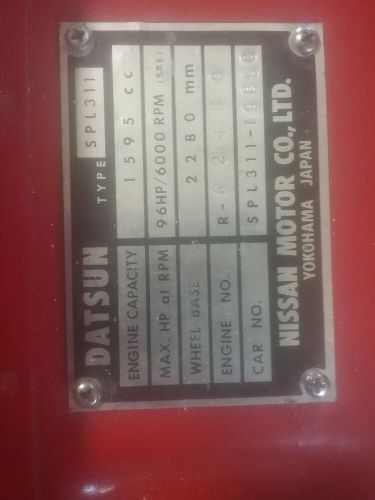 DATSUN TYPE SPL311
ENGINE CAPACITY 1595 cc
MAX. HP at RPM 96HP/6000 RPM (SAE)
WHEEL BASE 2280 mm
ENGINE NO.
CAR NO.
NISSAN MOTOR CO., LTD.
YOKOHAMA JAPAN